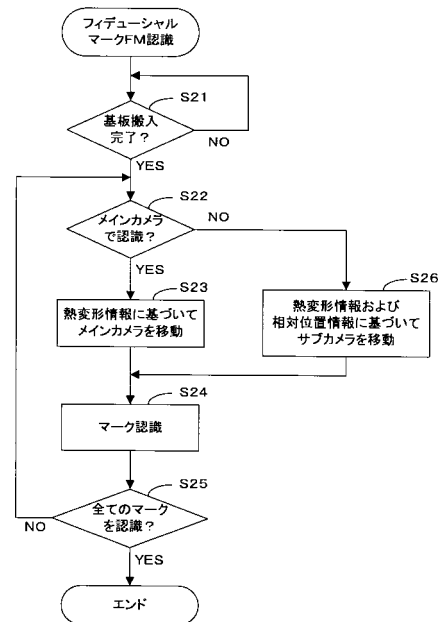 フィデューシャル
マークFM認識
S21
基板搬入
完了？
NO
YES
S22
メインカメラ
で認識？
NO
YES
S23
熱変形情報に基づいて
メインカメラを移動
S26
熱変形情報および
相対位置情報に基づいて
サブカメラを移動
S24
マーク認識
S25
全てのマーク
を認識？
NO
YES
エンド